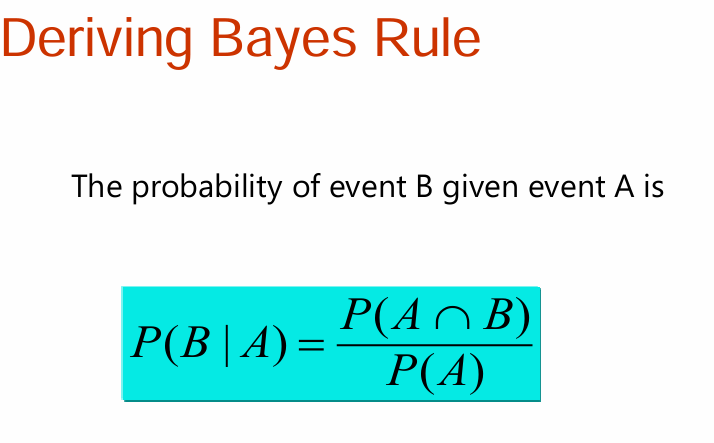 Deriving Bayes Rule
The probability of event B given event A is
P(B | A) = P(A ∩ B) / P(A)